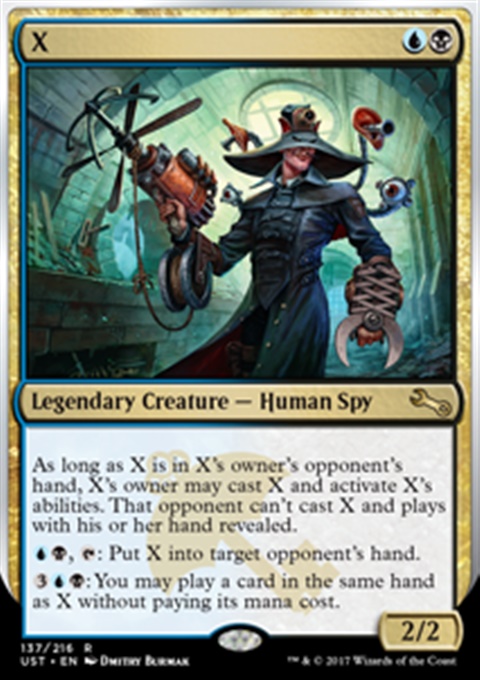 X
Legendary Creature — Human Spy
As long as X is in X's owner's opponent's
hand, X's owner may cast X and activate X's
abilities. That opponent can't cast X and plays
with his or her hand revealed.
: Put X into target opponent's hand.
3 : You may play a card in the same hand
as X without paying its mana cost.
2/2
137/216 R
UST • EN Dmitry Burmak
™ & © 2017 Wizards of the Coast